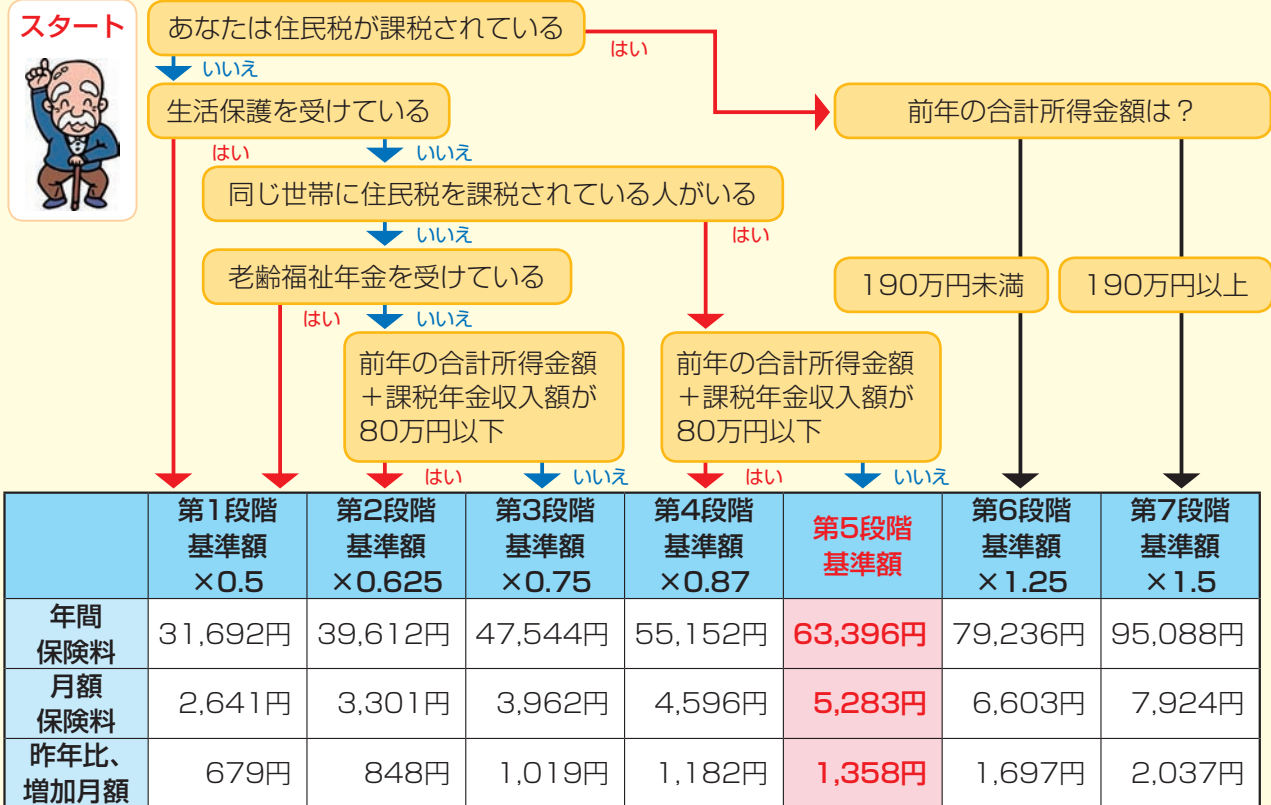 スタート
あなたは住民税が課税されている
はい
いいえ
生活保護を受けている
前年の合計所得金額は？
はい
いいえ
同じ世帯に住民税を課税されている人がいる
いいえ
はい
老齢福祉年金を受けている
190万円未満
190万円以上
はい
いいえ
前年の合計所得金額
＋課税年金収入額が
80万円以下
前年の合計所得金額
＋課税年金収入額が
80万円以下
はい
いいえ
はい
いいえ
第1段階
基準額
×0.5
第2段階
基準額
×0.625
第3段階
基準額
×0.75
第4段階
基準額
×0.87
第5段階
基準額
第6段階
基準額
×1.25
第7段階
基準額
×1.5
年間
保険料
31,692円 39,612円 47,544円 55,152円 63,396円 79,236円 95,088円
月額
保険料
2,641円 3,301円 3,962円 4,596円 5,283円 6,603円 7,924円
昨年比、
増加月額
679円 848円 1,019円 1,182円 1,358円 1,697円 2,037円